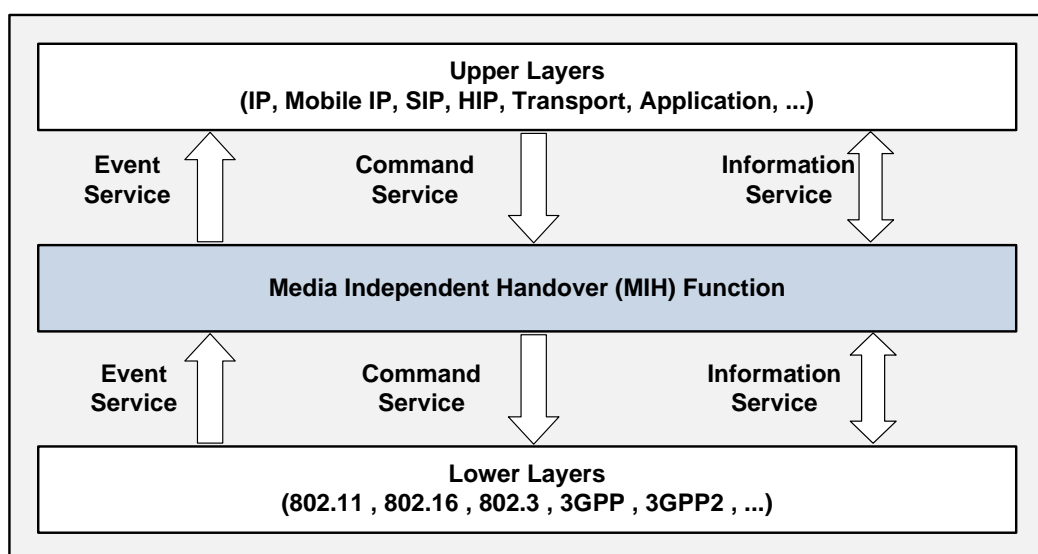 Upper Layers
(IP, Mobile IP, SIP, HIP, Transport, Application, ...)
Event
Service
Command
Service
Information
Service
Media Independent Handover (MIH) Function
Event
Service
Command
Service
Information
Service
Lower Layers
(802.11 , 802.16 , 802.3 , 3GPP , 3GPP2 , ...)